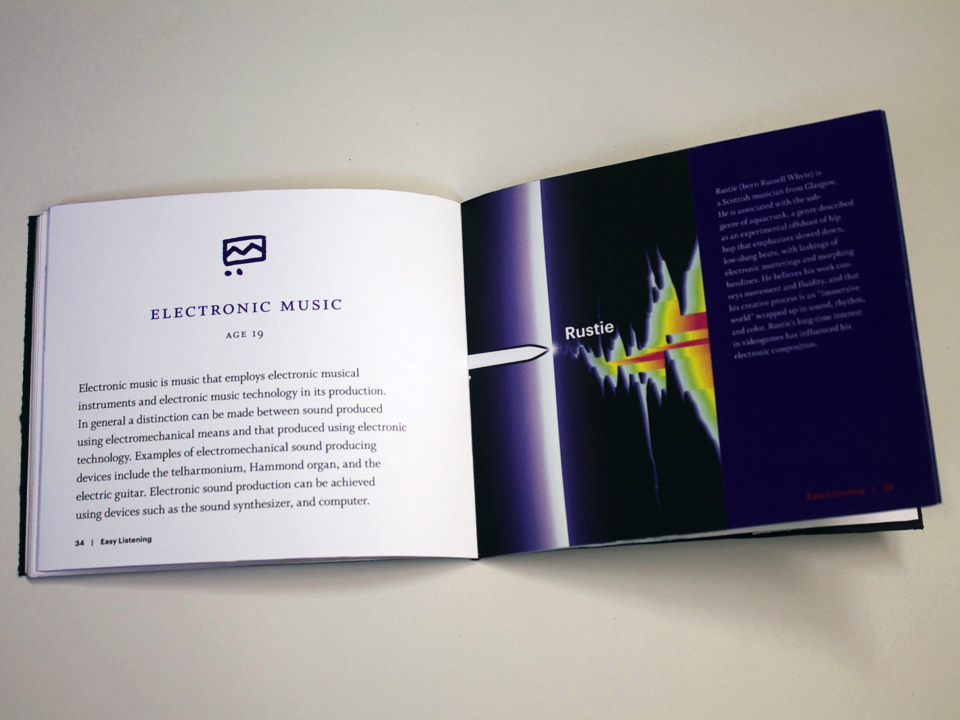 ELECTRONIC MUSIC
AGE 19
Electronic music is music that employs electronic musical
instruments and electronic music technology in its production.
In general a distinction can be made between sound produced
using electromechanical means and that produced using electronic
technology. Examples of electromechanical sound producing
devices include the telharmonium, Hammond organ, and the
electric guitar. Electronic sound production can be achieved
using devices such as the sound synthesizer, and computer.
34 | Easy Listening
Rustie
Rustie (born Russell Whyte) is
a Scottish musician from Glasgow.
He is associated with the sub-
genre of aquacrunk, a genre described
as an experimental offshoot of hip
hop that emphasizes slowed down,
low-slung beats, with lashings of
electronic mutterings and morphing
basslines. He believes his work con-
veys movement and fluidity, and that
his creative process is an "immersive
world" wrapped up in sound, rhythm,
and color. Rustie's long-time interest
in videogames has influenced his
electronic composition.
Easy Listening |